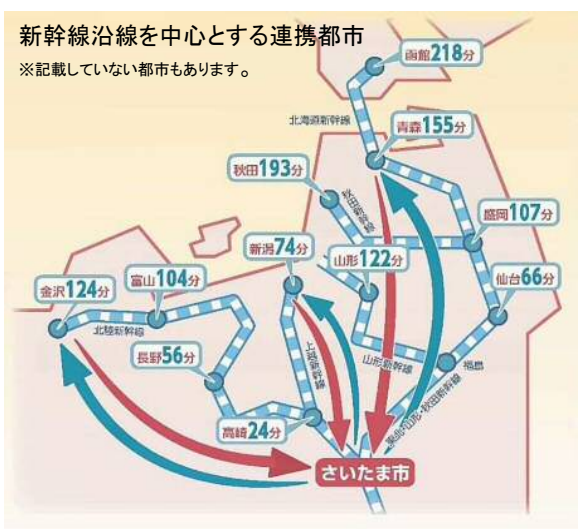 新幹線沿線を中心とする連携都市
※記載していない都市もあります。
函館218分
北海道新幹線
青森155分
秋田193分
秋田新幹線
盛岡107分
新潟74分
山形122分
仙台66分
金沢124分
富山104分
北陸新幹線
長野56分
上越新幹線
山形新幹線
福島
東北・山形・秋田新幹線
高崎24分
さいたま市